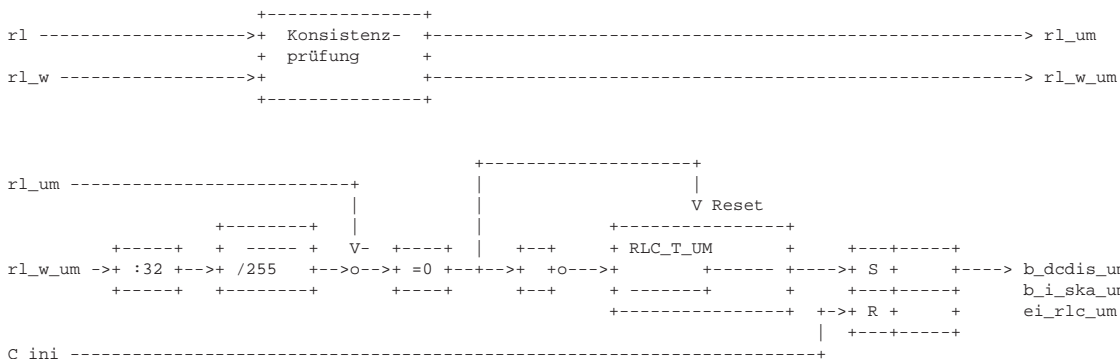 rl Konsistenz- rl_um
prüfung
rl_w rl_w_um
rl_um
V Reset
V- RLC_T_UM
rl_w_um :32 /255 o =0 o S b_dcdis_um
b_i_ska_um
R ei_rlc_um
C_ini